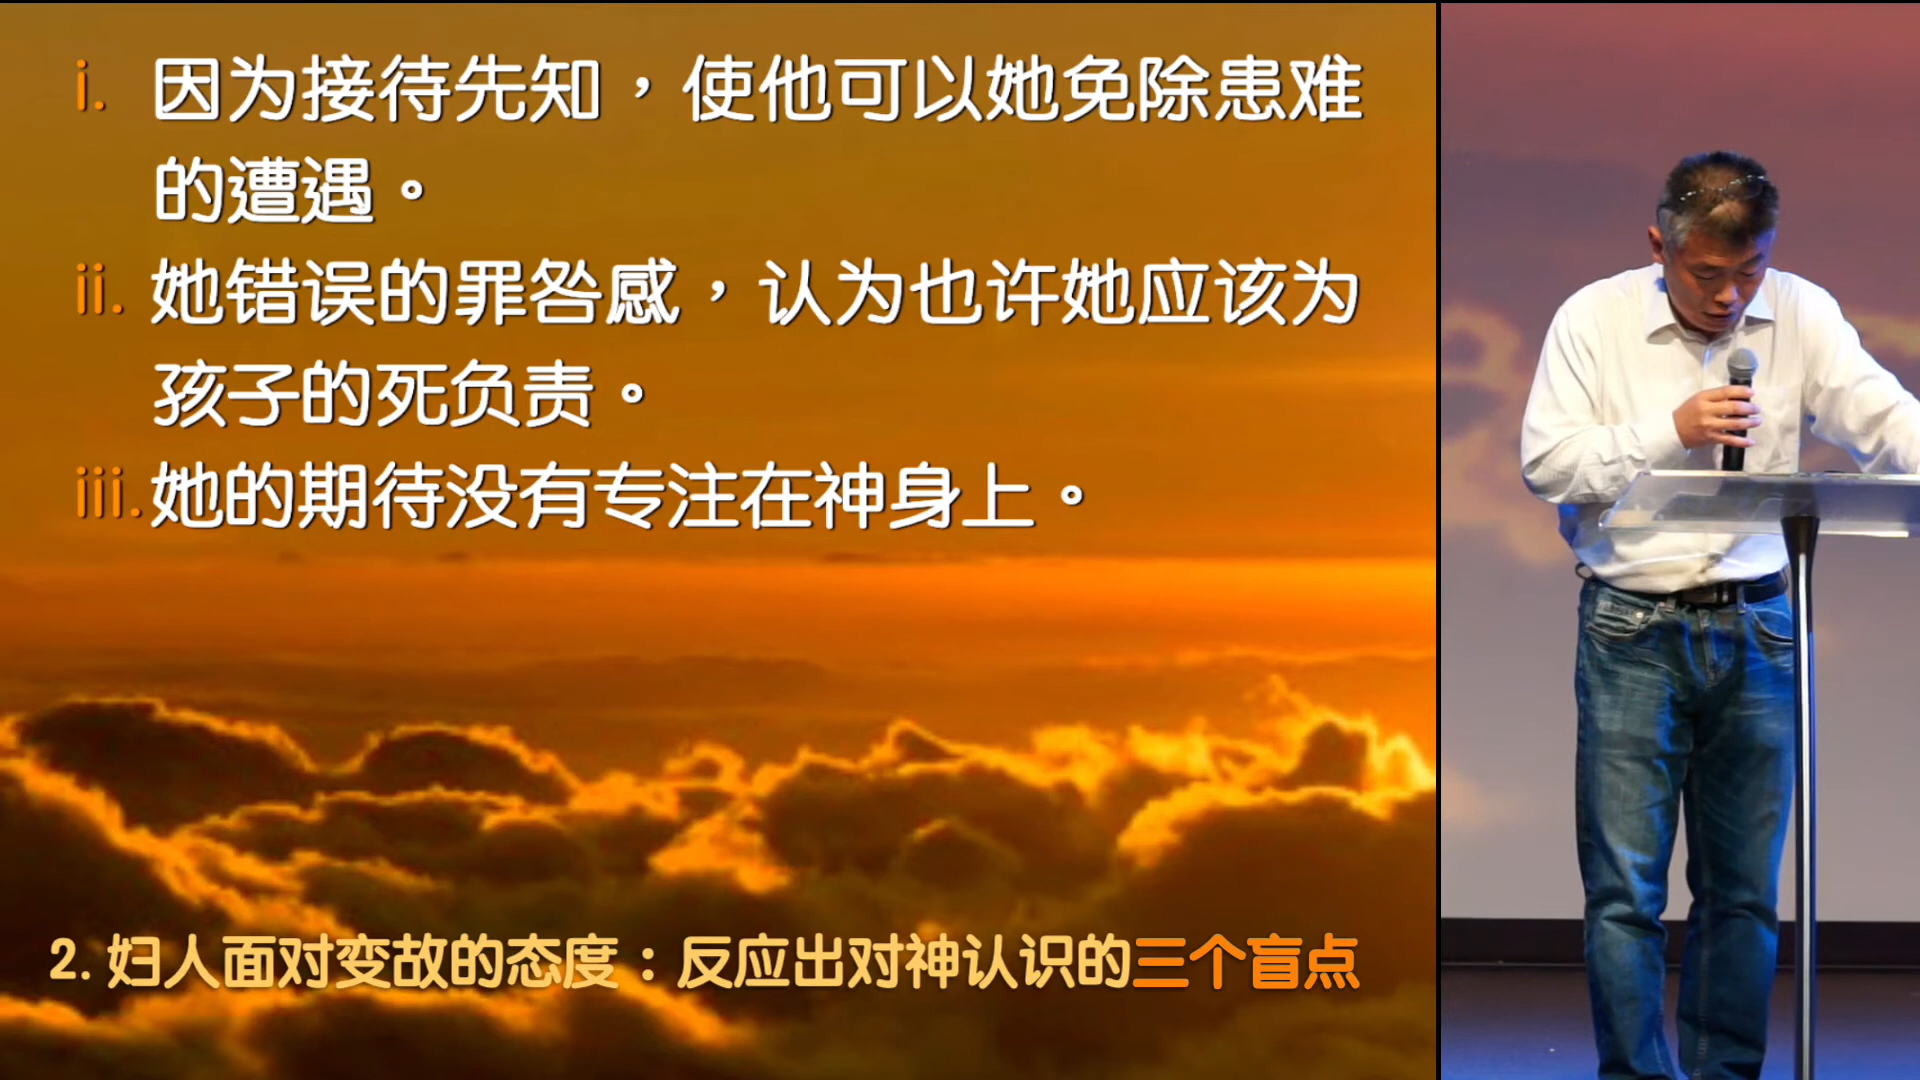 i. 因为接待先知，使他可以她免除患难
的遭遇。
ii. 她错误的罪咎感，认为也许她应该为
孩子的死负责。
iii. 她的期待没有专注在神身上。
2. 妇人面对变故的态度：反应出对神认识的三个盲点